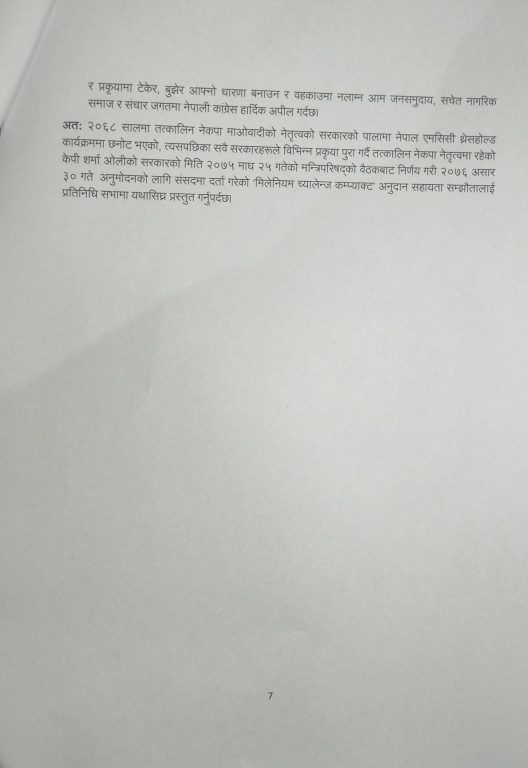 र प्रकृयामा टेकेर, बुझेर आफ्नो धारणा बनाउन र वहकाउमा नलाग्न आम जनसमुदाय, सचेत नागरिक
समाज र संचार जगतमा नेपाली कांग्रेस हार्दिक अपील गर्दछ।
अत: २०६८ सालमा तत्कालिन नेकपा माओवादीको नेतृत्वको सरकारको पालामा नेपाल एमसिसी थ्रेसहोल्ड
कार्यक्रममा छनोट भएको, त्यसपछिका सवै सरकारहरूले विभिन्न प्रकृया पुरा गर्दै तत्कालिन नेकपा नेतृत्वमा रहेको
केपी शर्मा ओलीको सरकारको मिति २०७५ माघ २५ गतेको मन्त्रिपरिषद्को वैठकबाट निर्णय गरी २०७६ असार
३० गते अनुमोदनको लागि संसदमा दर्ता गरेको 'मिलेनियम च्यालेन्ज कम्प्याक्ट' अनुदान सहायता सम्झौतालाई
प्रतिनिधि सभामा यथासिघ्र प्रस्तुत गर्नुपर्दछ।
7